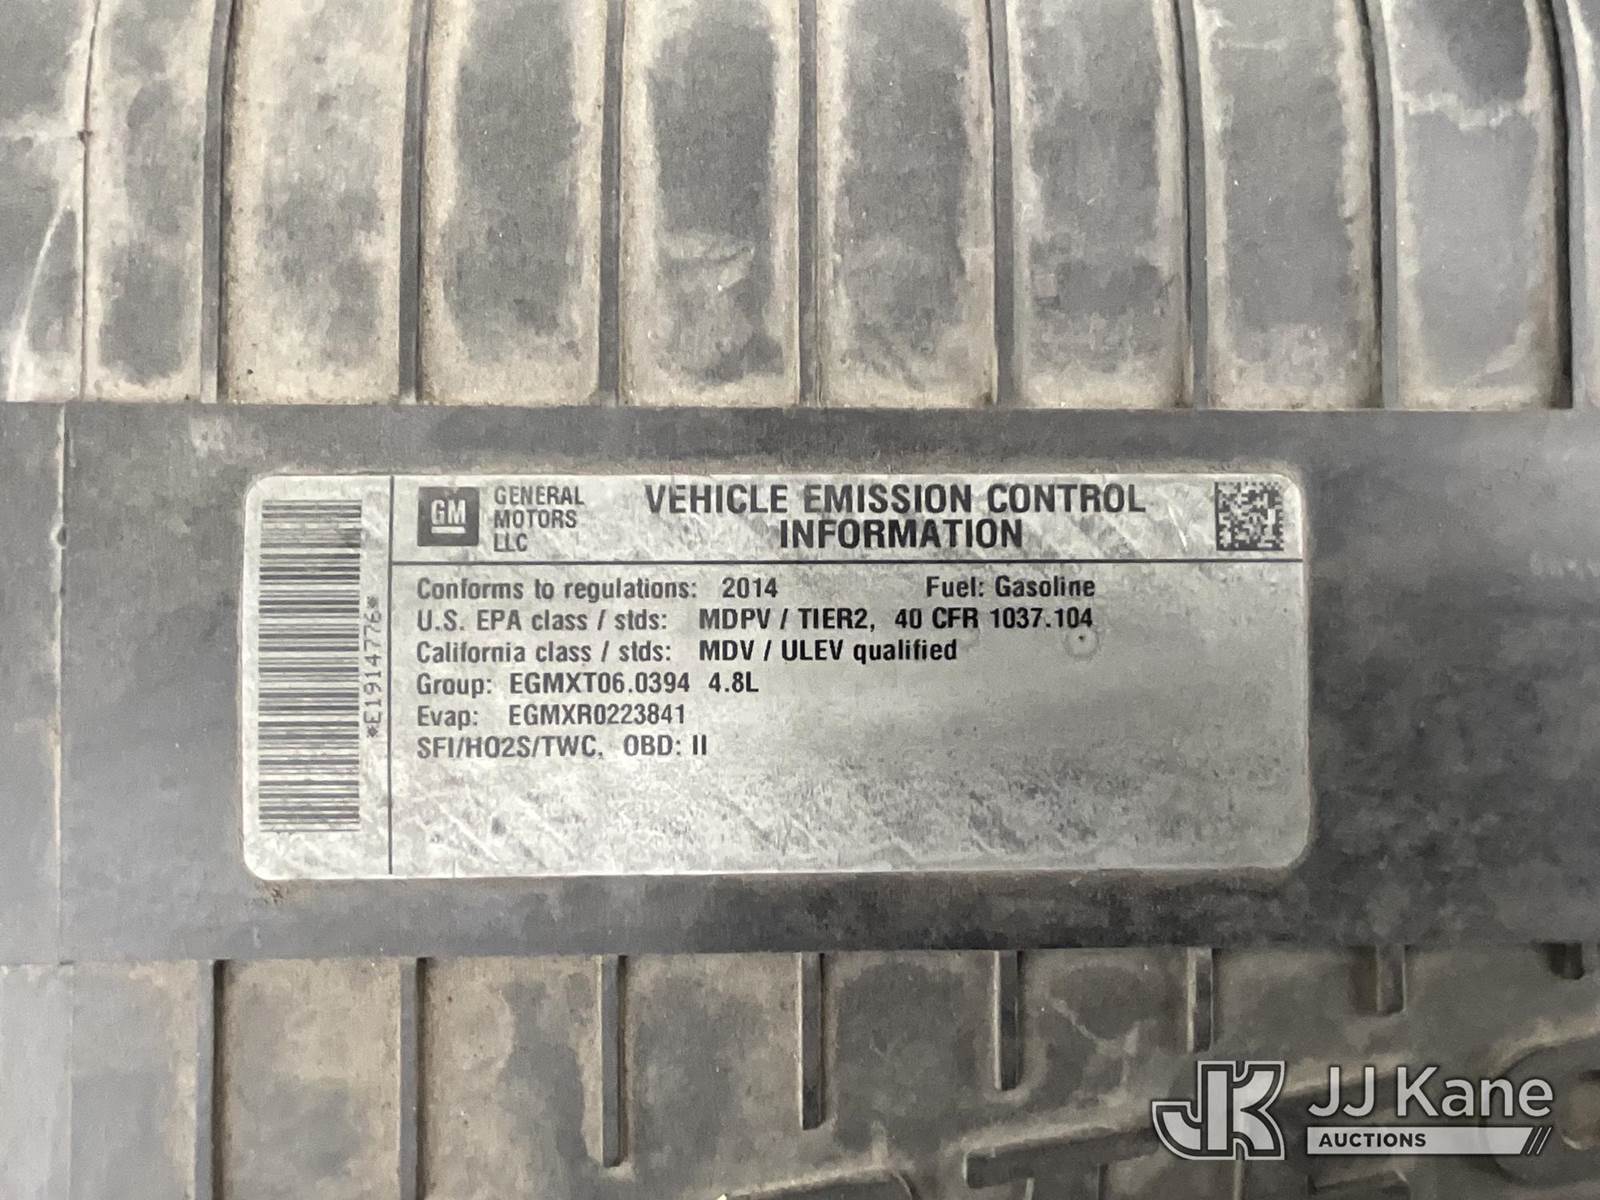 GM
GENERAL
MOTORS
LLC
VEHICLE EMISSION CONTROL
INFORMATION
*E1914776*
Conforms to regulations: 2014 Fuel: Gasoline
U.S. EPA class / stds: MDPV / TIER2, 40 CFR 1037.104
California class / stds: MDV / ULEV qualified
Group: EGMXT06.0394 4.8L
Evap: EGMXR0223841
SFI/HO2S/TWC, OBD: II
JK JJ Kane
AUCTIONS